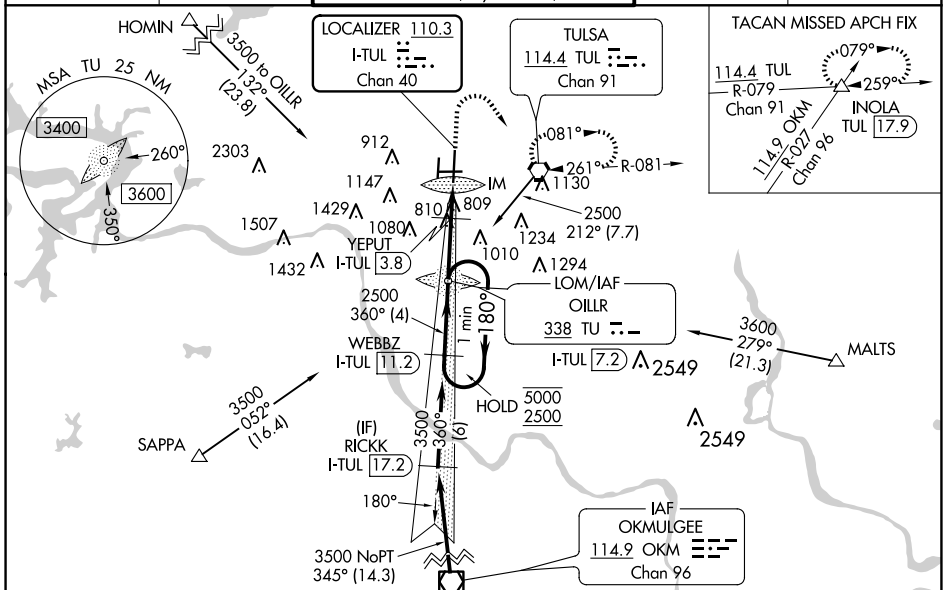 HOMIN
3500 to OILLR
132°
(23.8)
MSA TU 25 NM
3400
260°
3600
350°
LOCALIZER 110.3
I-TUL
Chan 40
TULSA
114.4 TUL
Chan 91
TACAN MISSED APCH FIX
079°
259°
114.4 TUL
R-079
Chan 91
INOLA
TUL 17.9
114.9 OKM
R-027
Chan 96
081°
261°
R-081
2303
912
1147
1429
1507
1080
1432
810
809
IM
1130
1234
1010
1294
2500
212° (7.7)
YEPUT
I-TUL 3.8
LOM/IAF
OILLR
338 TU
I-TUL 7.2
2500
360° (4)
1 min
180°
WEBBZ
I-TUL 11.2
2549
2549
3600
279°
(21.3)
MALTS
HOLD
5000
2500
3500
052°
(16.4)
SAPPA
3500
360°
(6)
(IF)
RICKK
I-TUL 17.2
180°
3500 NoPT
345° (14.3)
IAF
OKMULGEE
114.9 OKM
Chan 96